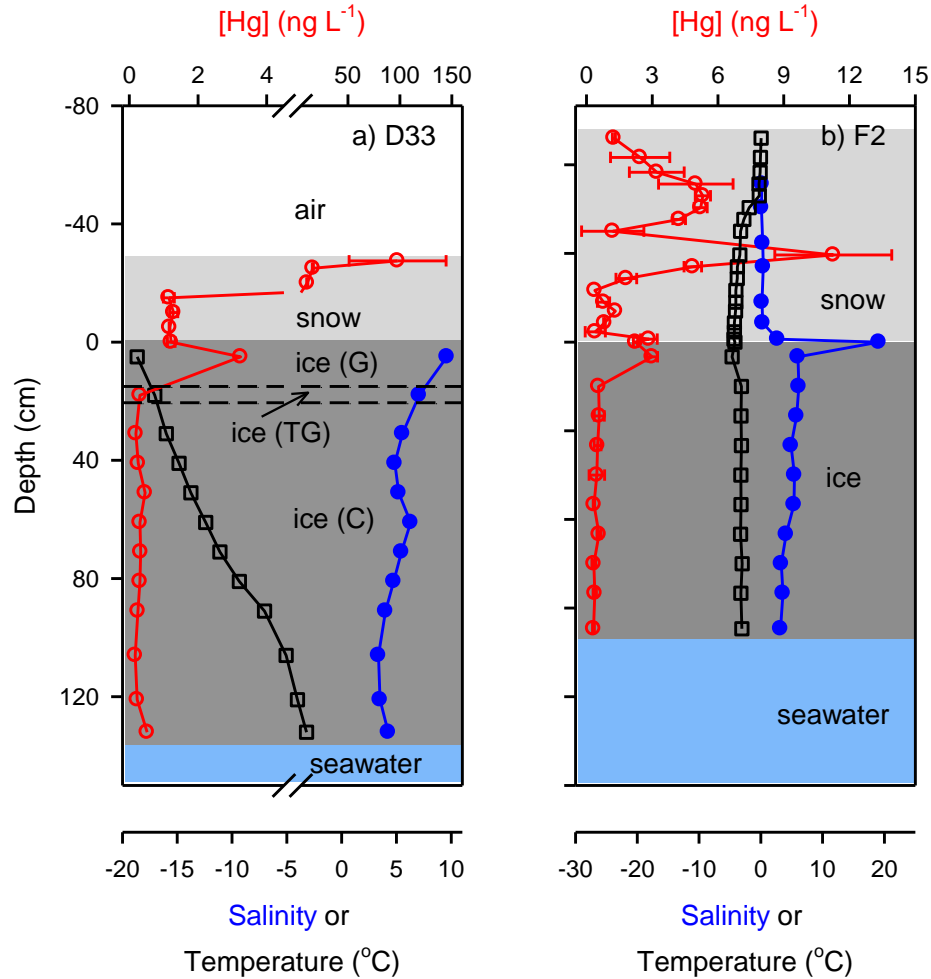 [Hg] (ng L⁻¹)
[Hg] (ng L⁻¹)
0 2 4 50 100 150
0 3 6 9 12 15
-80
-40
0
40
80
120
Depth (cm)
a) D33
air
snow
ice (G)
ice (TG)
ice (C)
seawater
b) F2
snow
ice
seawater
-20 -15 -10 -5 0 5 10
-30 -20 -10 0 10 20
Salinity or
Temperature (°C)
Salinity or
Temperature (°C)